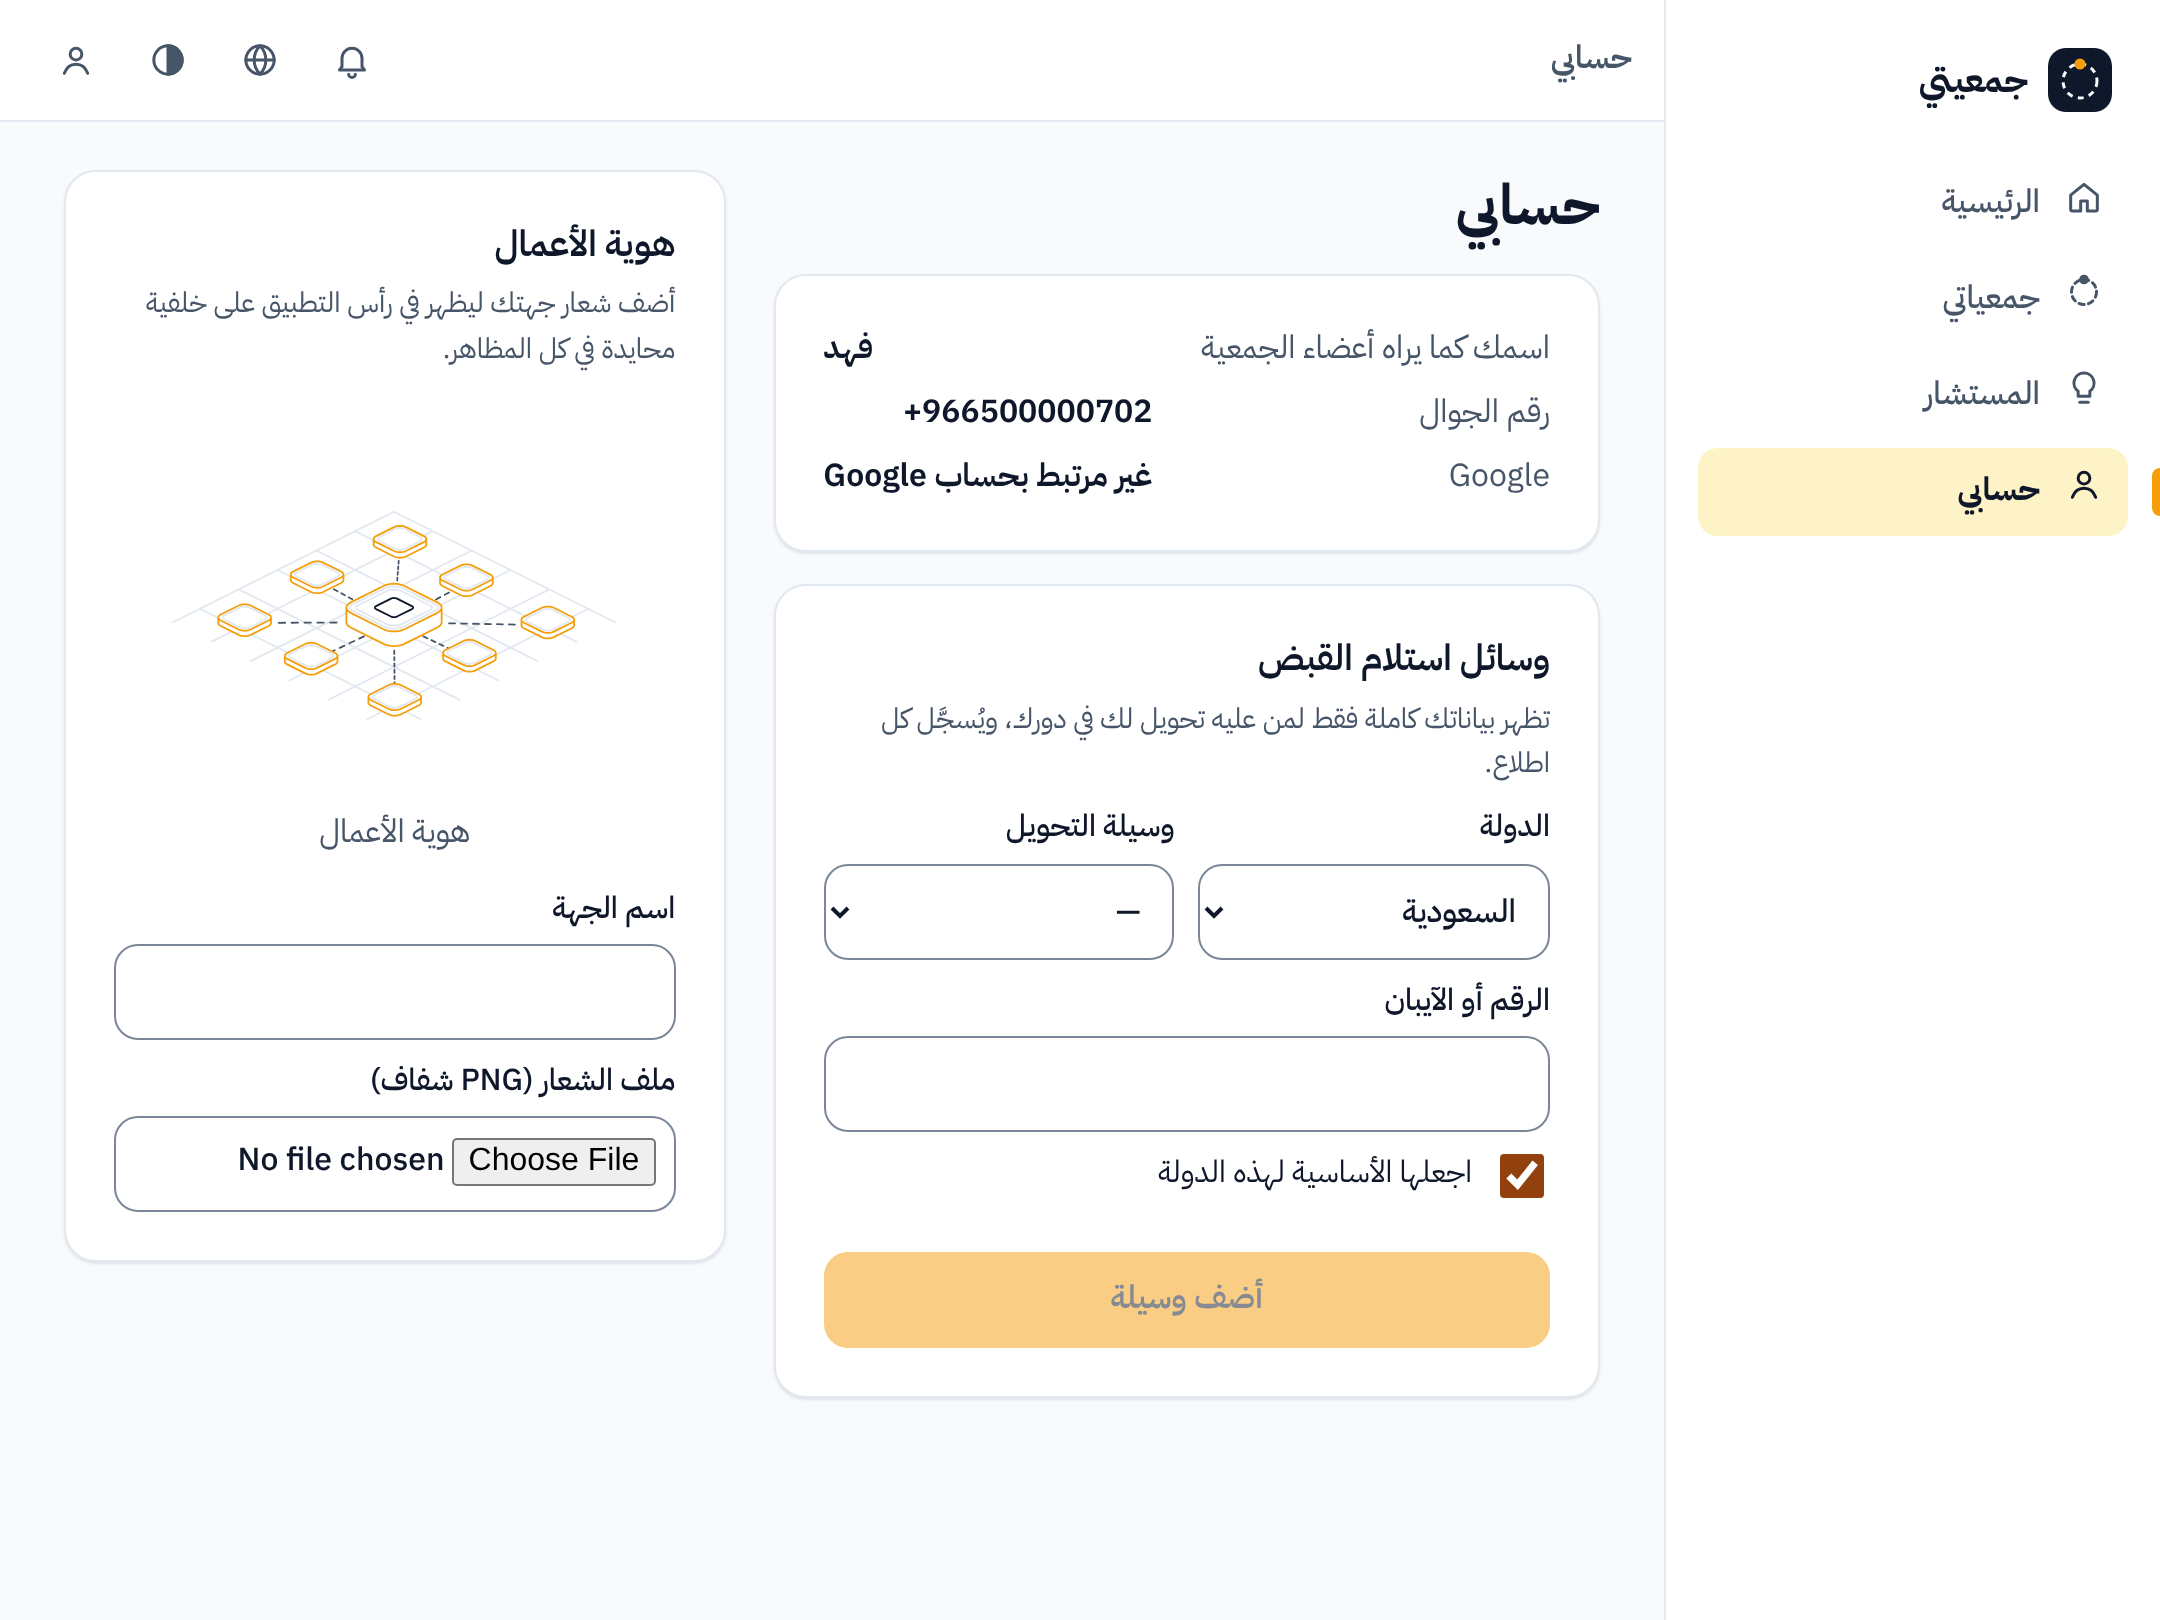 جمعيتي
الرئيسية
جمعياتي
المستشار
حسابي
حسابي
حسابي
اسمك كما يراه أعضاء الجمعية
فهد
رقم الجوال
+966500000702
Google
غير مرتبط بحساب Google
وسائل استلام القبض
تظهر بياناتك كاملة فقط لمن عليه تحويل لك في دورك، ويُسجَّل كل
اطلاع.
الدولة
وسيلة التحويل
السعودية
—
الرقم أو الآيبان
اجعلها الأساسية لهذه الدولة
أضف وسيلة
هوية الأعمال
أضف شعار جهتك ليظهر في رأس التطبيق على خلفية
محايدة في كل المظاهر.
هوية الأعمال
اسم الجهة
ملف الشعار (PNG شفاف)
Choose File No file chosen